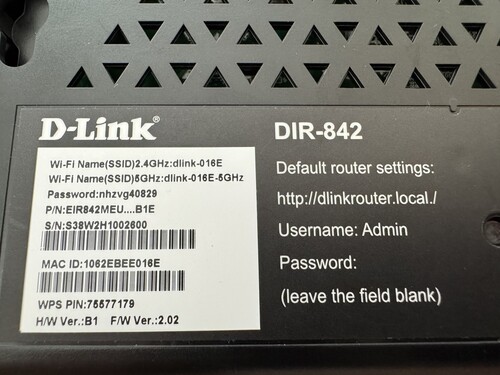 D-Link
Wi-Fi Name(SSID)2.4GHz:dlink-016E
Wi-Fi Name(SSID)5GHz:dlink-016E-5GHz
Password:nhzvg40829
P/N:EIR842MEU....B1E
S/N:S38W2H1002600
MAC ID:1062EBEE016E
WPS PIN:75577179
H/W Ver.:B1 F/W Ver.:2.02
DIR-842
Default router settings:
http://dlinkrouter.local./
Username: Admin
Password:
(leave the field blank)